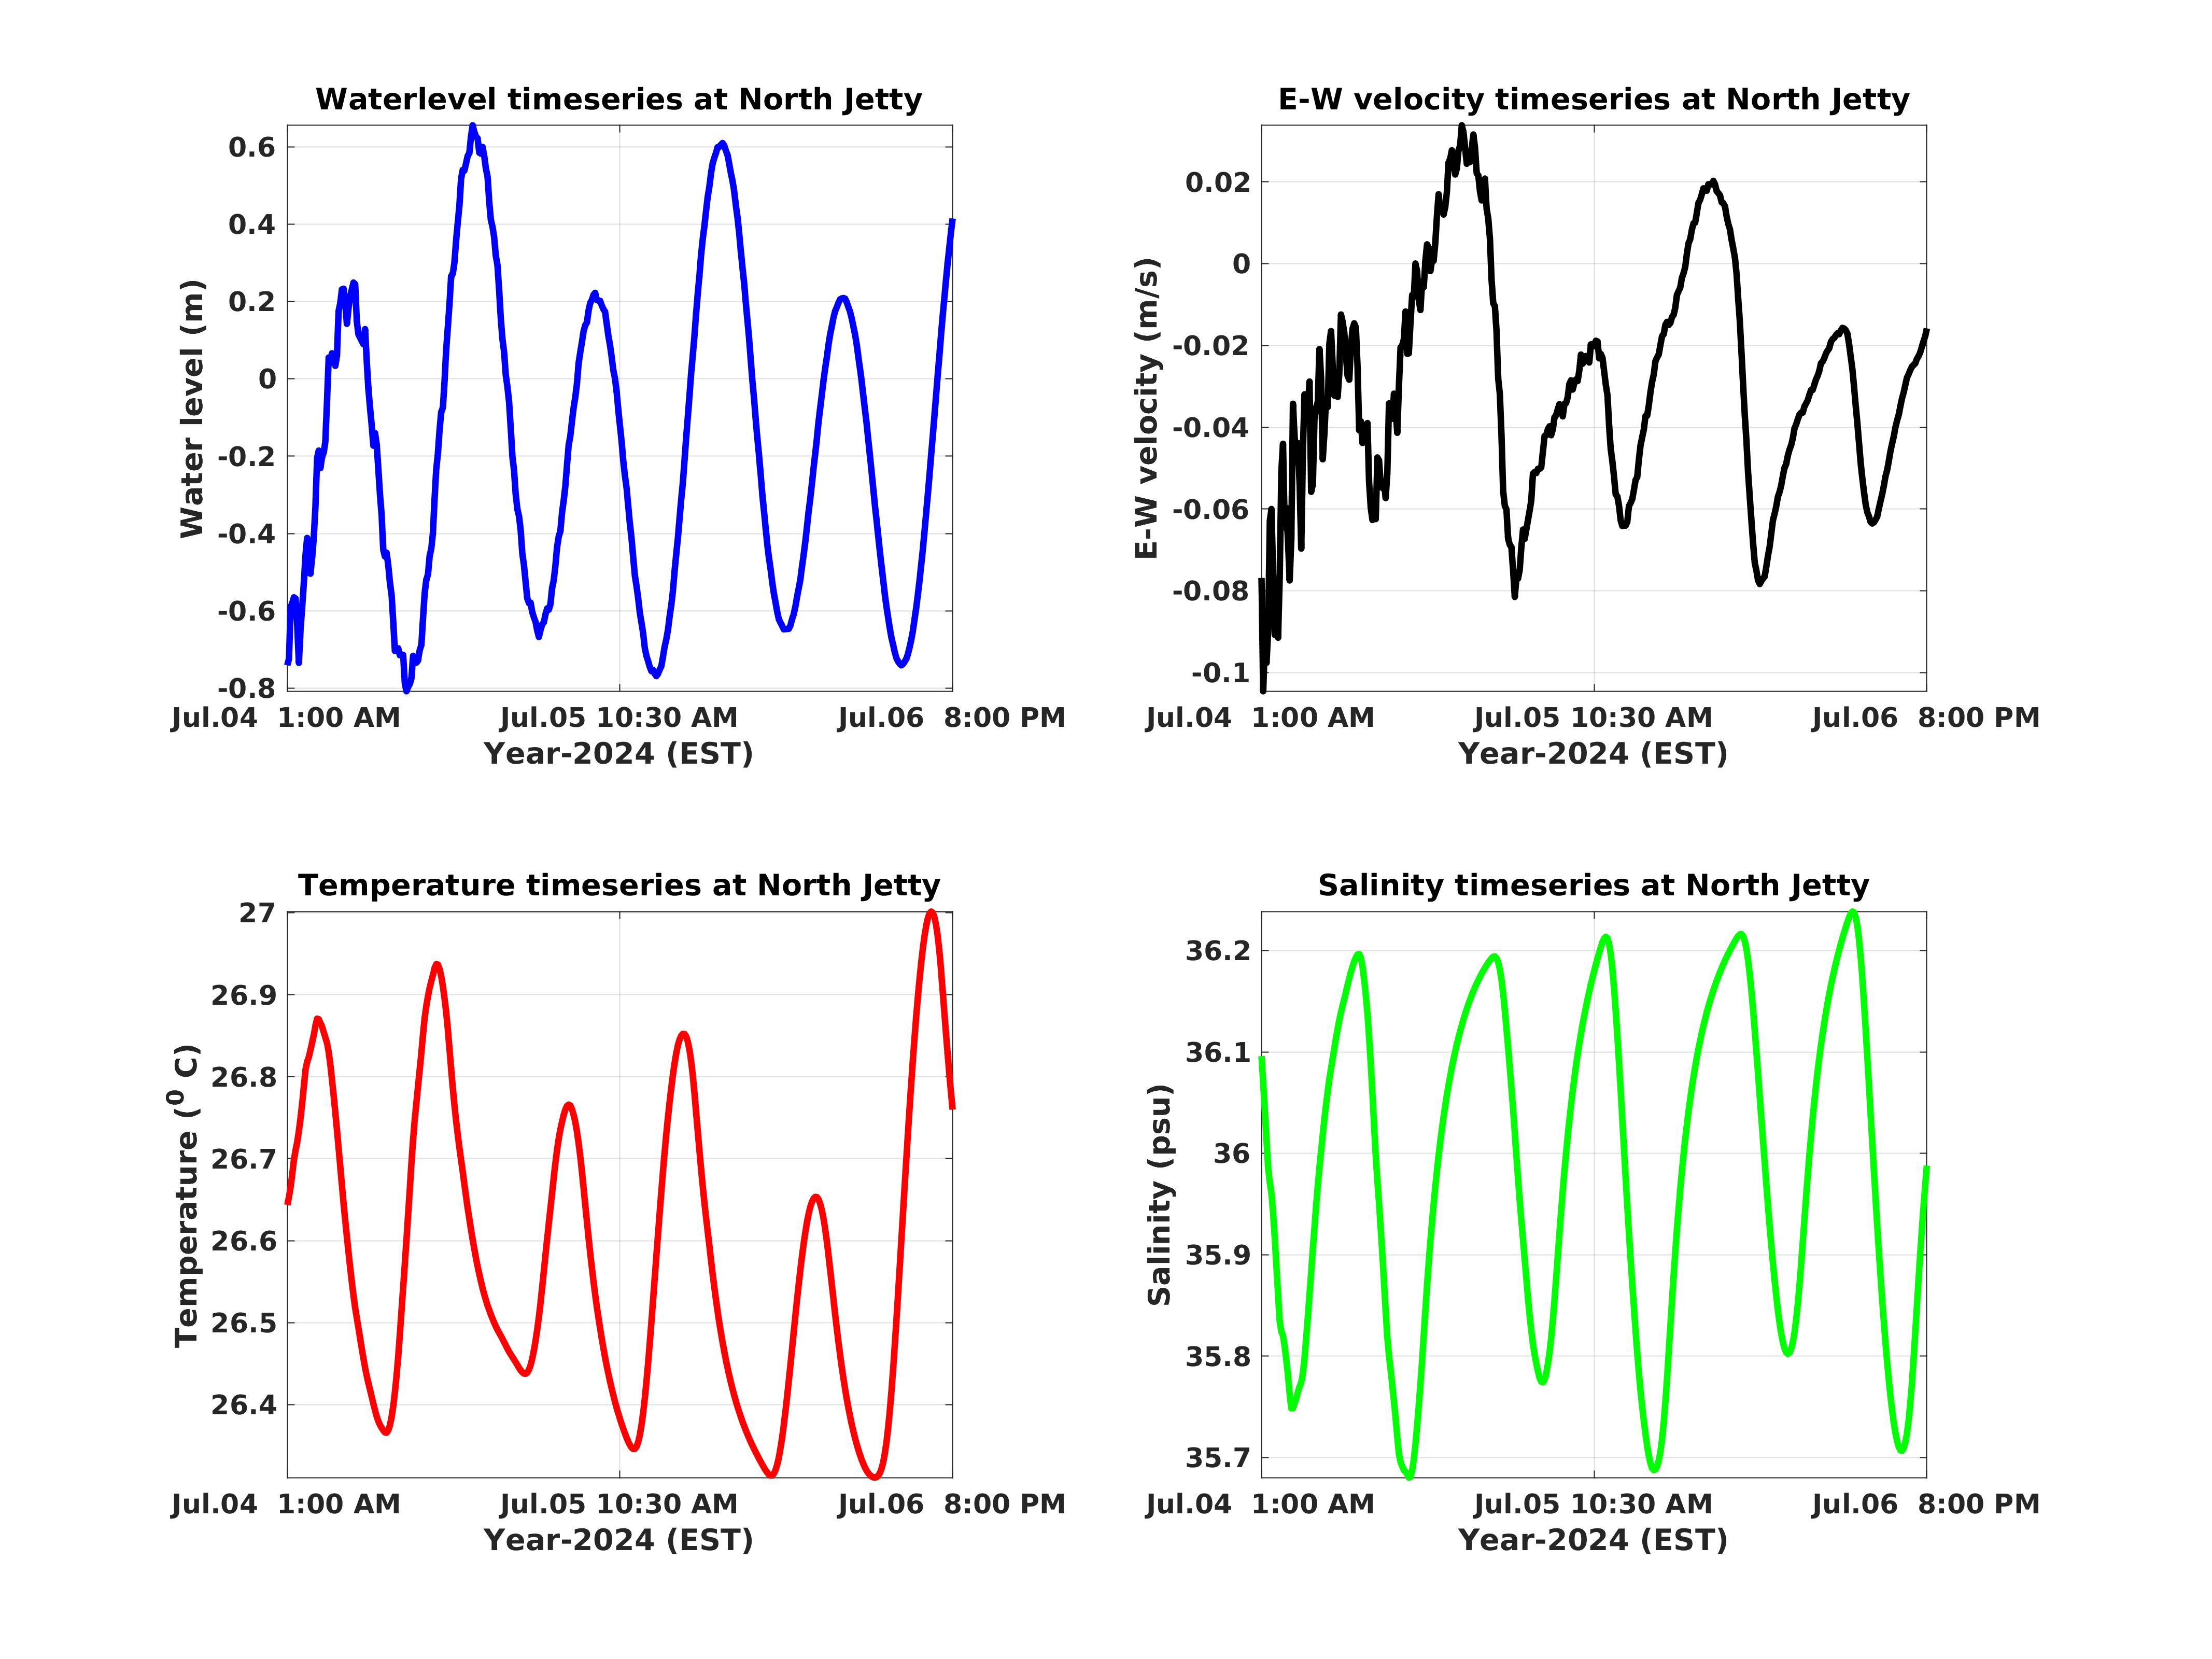 Waterlevel timeseries at North Jetty
0.6
0.4
0.2
0
-0.2
-0.4
-0.6
-0.8
Water level (m)
Jul.04 1:00 AM
Jul.05 10:30 AM
Jul.06 8:00 PM
Year-2024 (EST)
E-W velocity timeseries at North Jetty
0.02
0
-0.02
-0.04
-0.06
-0.08
-0.1
E-W velocity (m/s)
Jul.04 1:00 AM
Jul.05 10:30 AM
Jul.06 8:00 PM
Year-2024 (EST)
Temperature timeseries at North Jetty
27
26.9
26.8
26.7
26.6
26.5
26.4
Temperature (⁰ C)
Jul.04 1:00 AM
Jul.05 10:30 AM
Jul.06 8:00 PM
Year-2024 (EST)
Salinity timeseries at North Jetty
36.2
36.1
36
35.9
35.8
35.7
Salinity (psu)
Jul.04 1:00 AM
Jul.05 10:30 AM
Jul.06 8:00 PM
Year-2024 (EST)